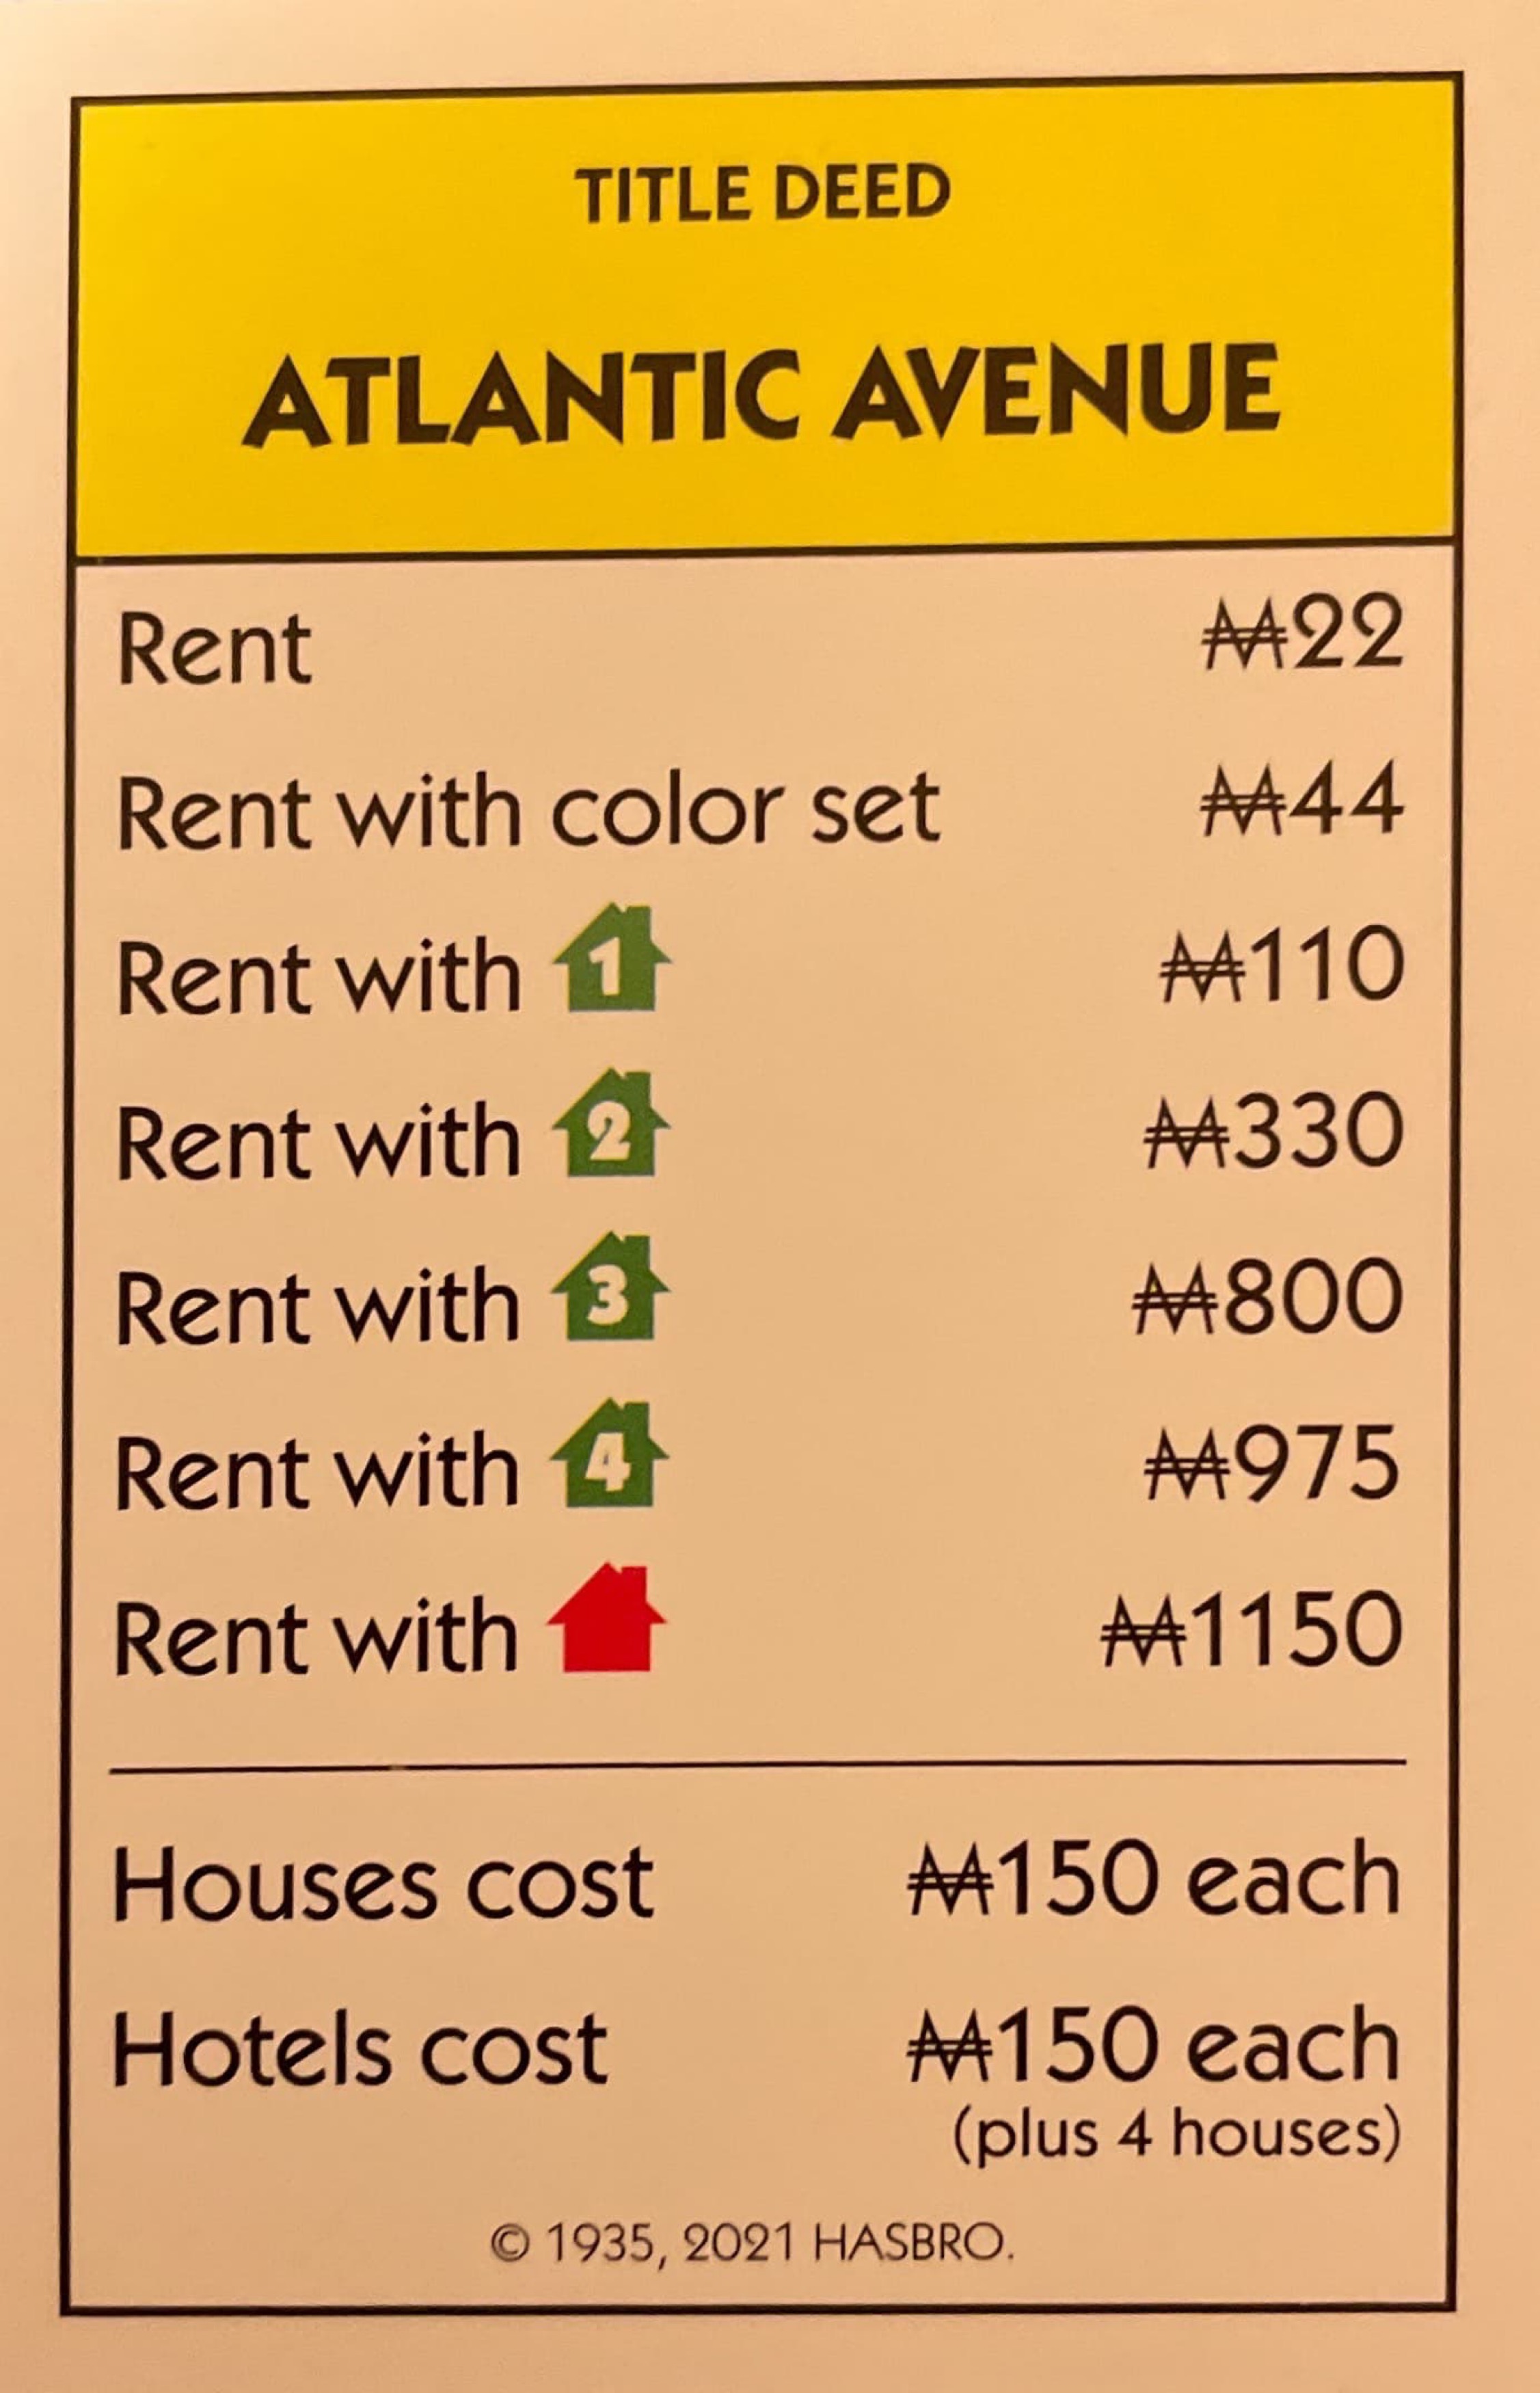 TITLE DEED
ATLANTIC AVENUE
Rent ₩22
Rent with color set ₩44
Rent with 1 ₩110
Rent with 2 ₩330
Rent with 3 ₩800
Rent with 4 ₩975
Rent with ₩1150
Houses cost ₩150 each
Hotels cost ₩150 each
(plus 4 houses)
© 1935, 2021 HASBRO.